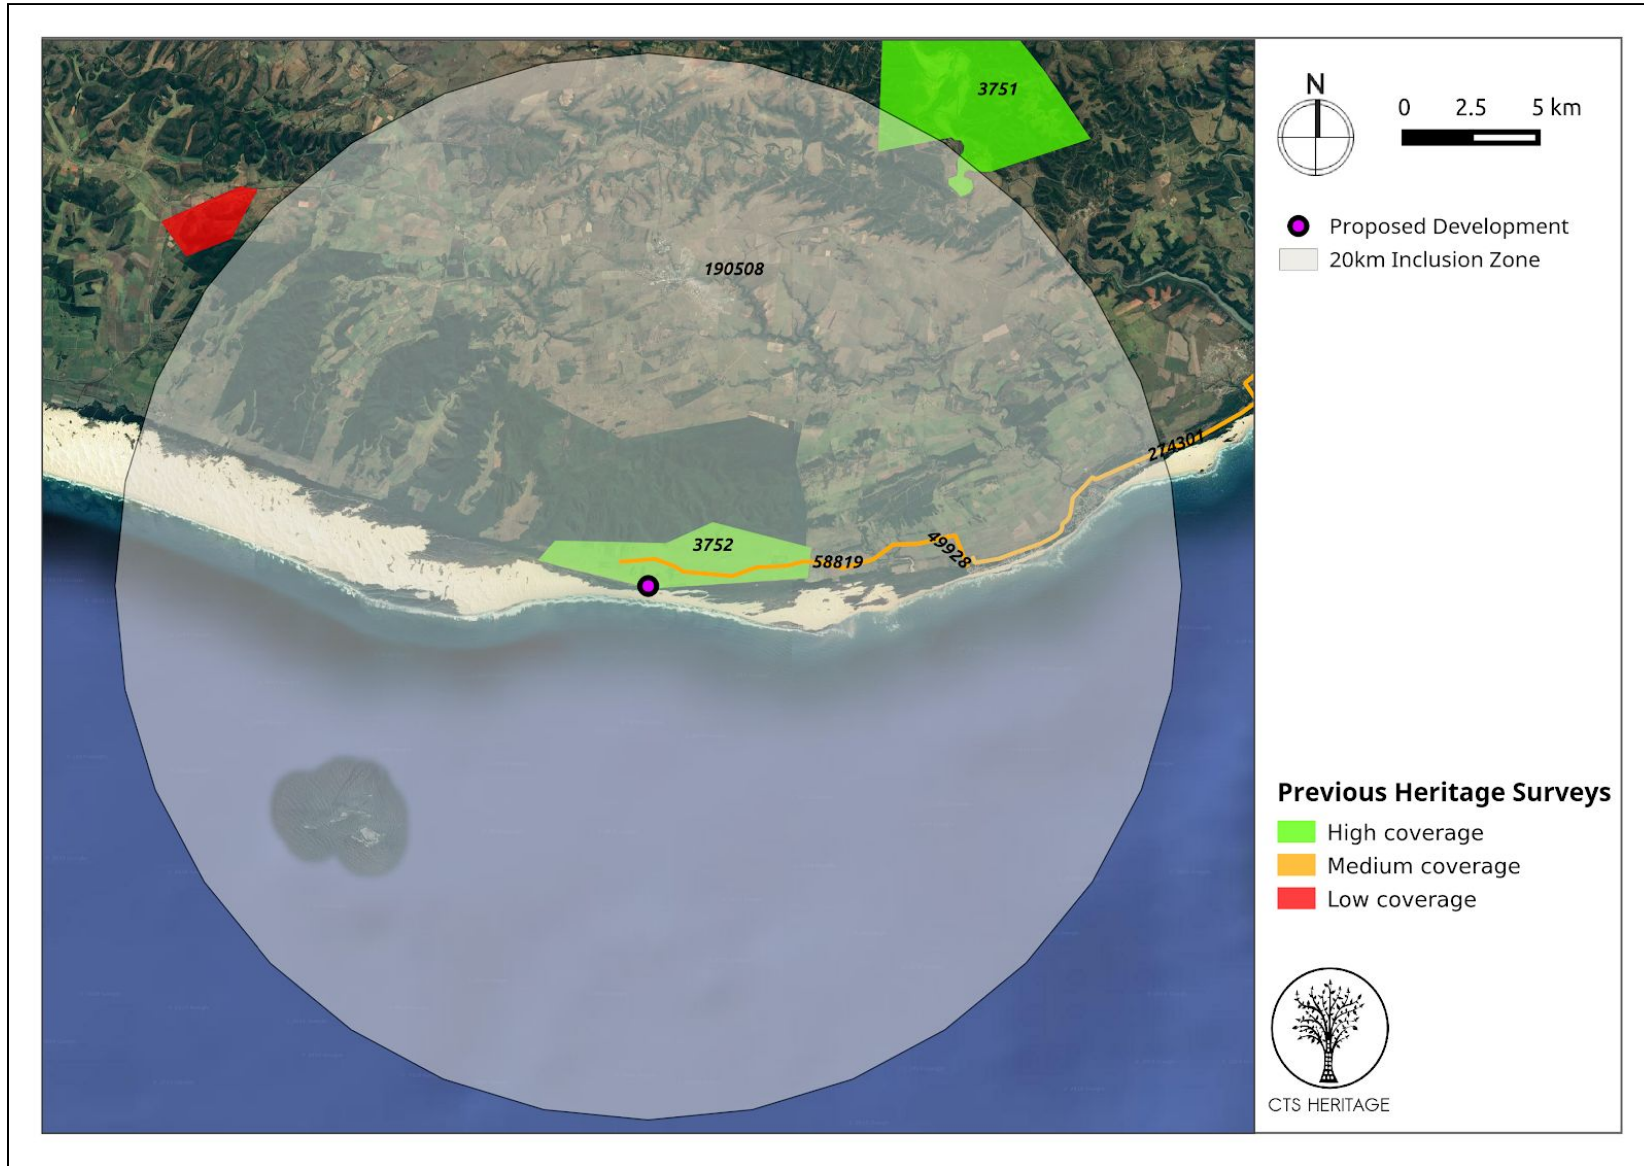 3751
190508
274301
3752
58819
49928
N
0 2.5 5 km
Proposed Development
20km Inclusion Zone
Previous Heritage Surveys
High coverage
Medium coverage
Low coverage
CTS HERITAGE